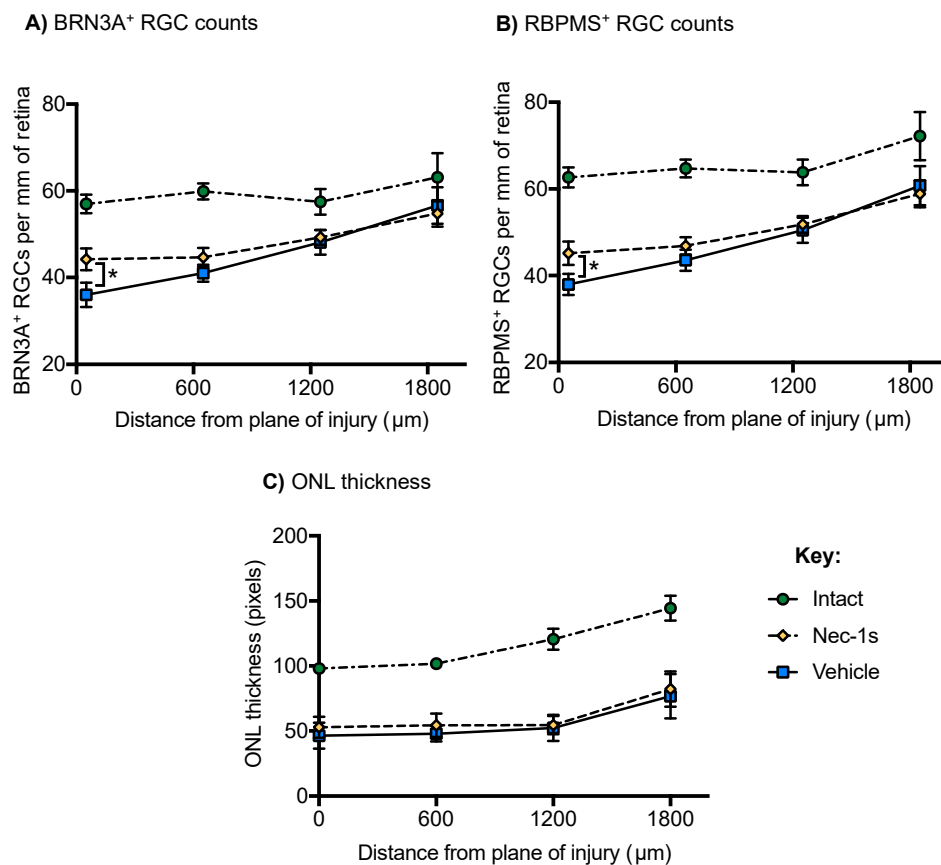 A) BRN3A⁺ RGC counts
BRN3A⁺ RGCs per mm of retina
80
60
40
20
*
0
600
1200
1800
Distance from plane of injury (µm)
B) RBPMS⁺ RGC counts
RBPMS⁺ RGCs per mm of retina
80
60
40
20
*
0
600
1200
1800
Distance from plane of injury (µm)
C) ONL thickness
ONL thickness (pixels)
200
150
100
50
0
0
600
1200
1800
Distance from plane of injury (µm)
Key:
Intact
Nec-1s
Vehicle